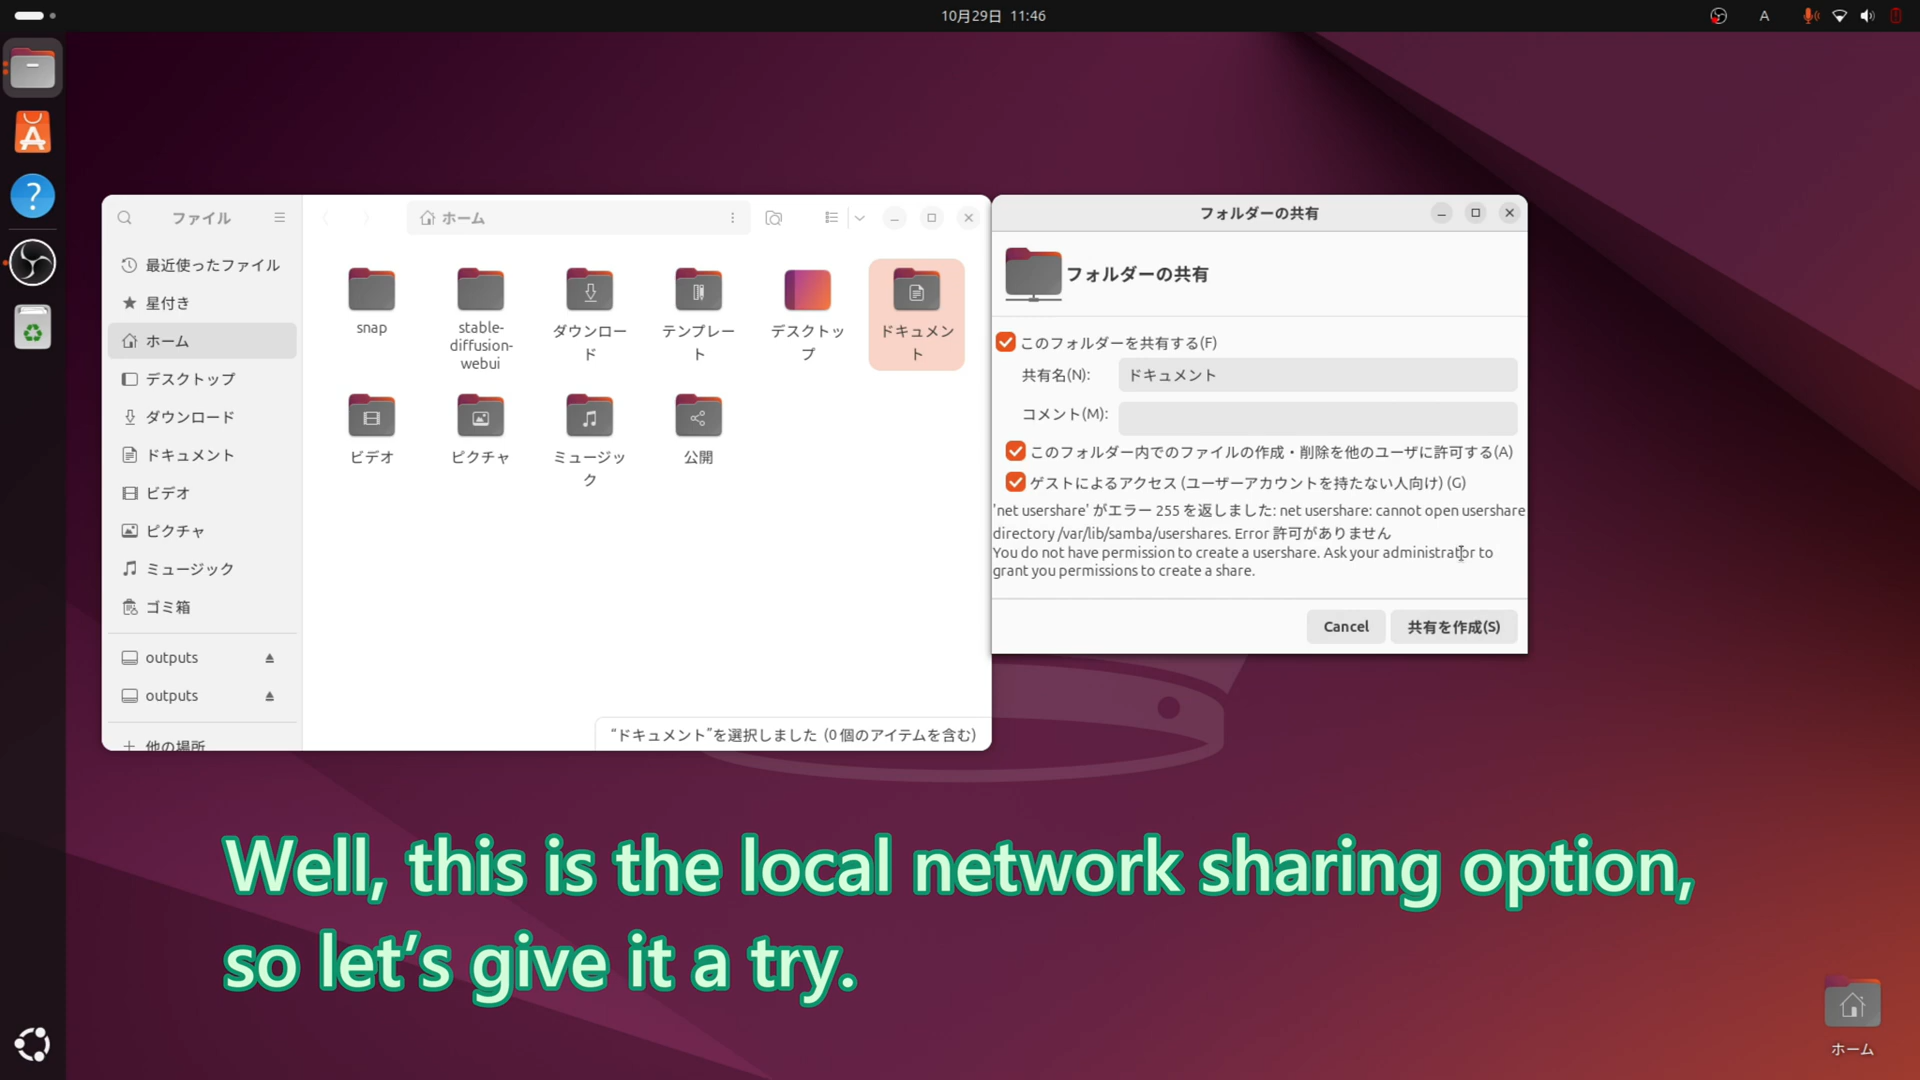 10月29日 11:46
A
ファイル
ホーム
最近使ったファイル
星付き
ホーム
デスクトップ
ダウンロード
ドキュメント
ビデオ
ピクチャ
ミュージック
ゴミ箱
outputs
outputs
他の場所
snap
stable-
diffusion-
webui
ダウンロー
ド
テンプレー
ト
デスクトッ
プ
ドキュメン
ト
ビデオ
ピクチャ
ミュージッ
ク
公開
“ドキュメント”を選択しました (0 個のアイテムを含む)
フォルダーの共有
フォルダーの共有
このフォルダーを共有する(F)
共有名(N):
ドキュメント
コメント(M):
このフォルダー内でのファイルの作成・削除を他のユーザに許可する(A)
ゲストによるアクセス (ユーザーアカウントを持たない人向け) (G)
'net usershare' がエラー 255 を返しました: net usershare: cannot open usershare
directory /var/lib/samba/usershares. Error 許可がありません
You do not have permission to create a usershare. Ask your administrator to
grant you permissions to create a share.
Cancel
共有を作成(S)
Well, this is the local network sharing option,
so let’s give it a try.
ホーム